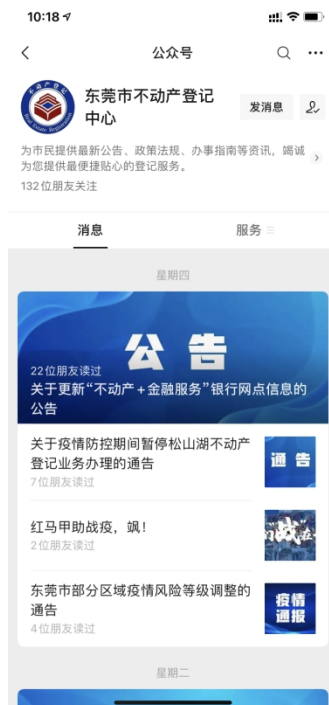 10:18
公众号
东莞市不动产登记
中心
发消息
为市民提供最新公告、政策法规、办事指南等资讯，竭诚
为您提供最便捷贴心的登记服务。
132位朋友关注
消息
服务
星期四
公告
22位朋友读过
关于更新“不动产+金融服务”银行网点信息的
公告
关于疫情防控期间暂停松山湖不动产
登记业务办理的通告
7位朋友读过
通告
红马甲助战疫，飒！
2位朋友读过
战
东莞市部分区域疫情风险等级调整的
通告
4位朋友读过
疫情
通报
星期二